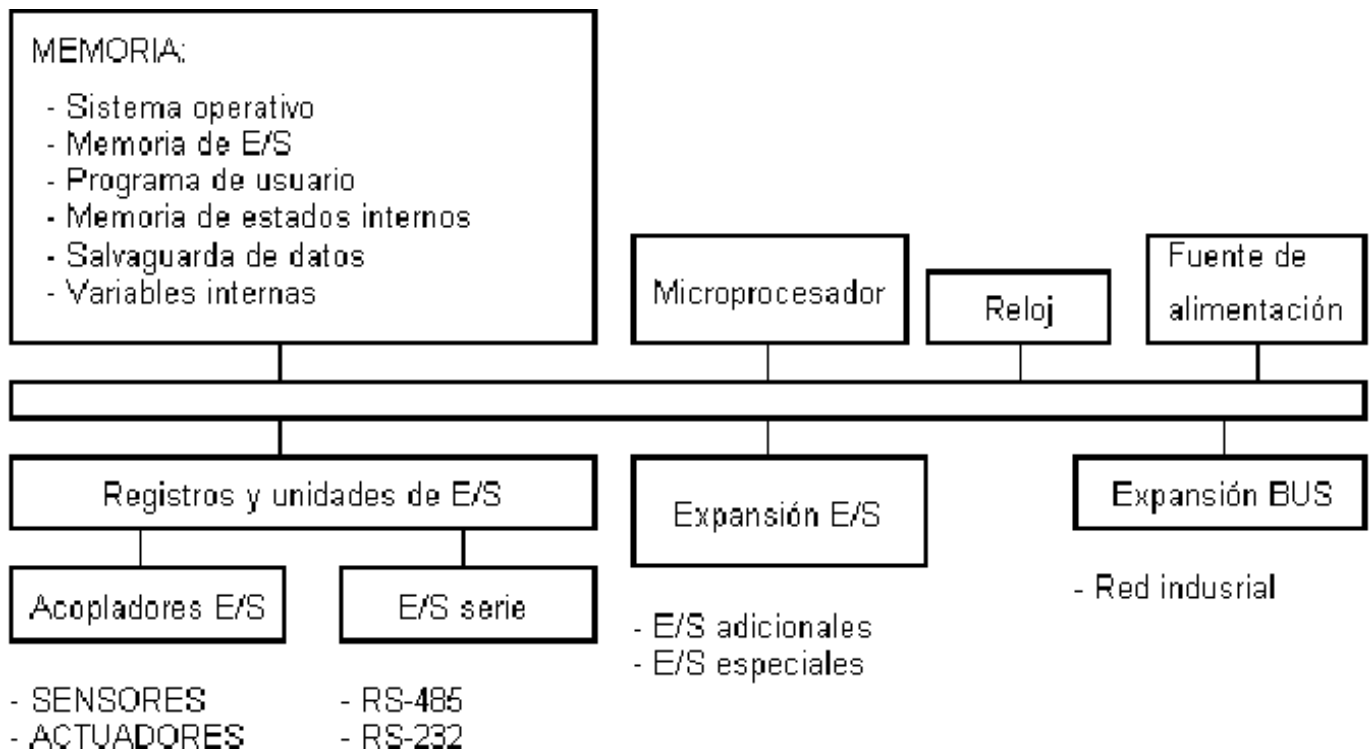 MEMORIA:
- Sistema operativo
- Memoria de E/S
- Programa de usuario
- Memoria de estados internos
- Salvaguarda de datos
- Variables internas
Microprocesador
Reloj
Fuente de
alimentación
Registros y unidades de E/S
Expansión E/S
Expansión BUS
Acopladores E/S
E/S serie
- Red indusrial
- E/S adicionales
- E/S especiales
- SENSORES
- ACTUADORES
- RS-485
- RS-232